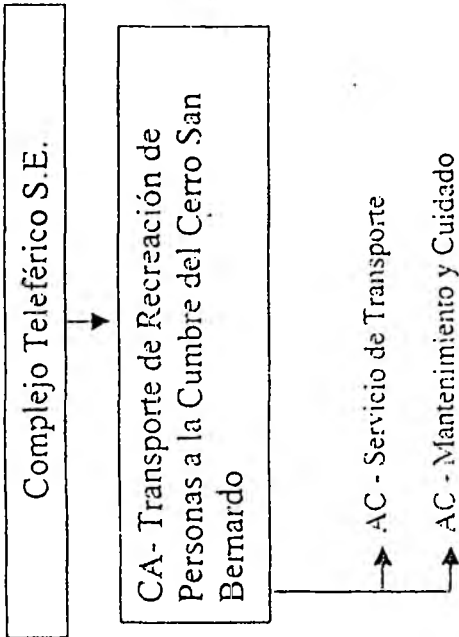 Complejo Teleférico S.E.
CA- Transporte de Recreación de
Personas a la Cumbre del Cerro San
Bernardo
AC - Servicio de Transporte
AC - Mantenimiento y Cuidado